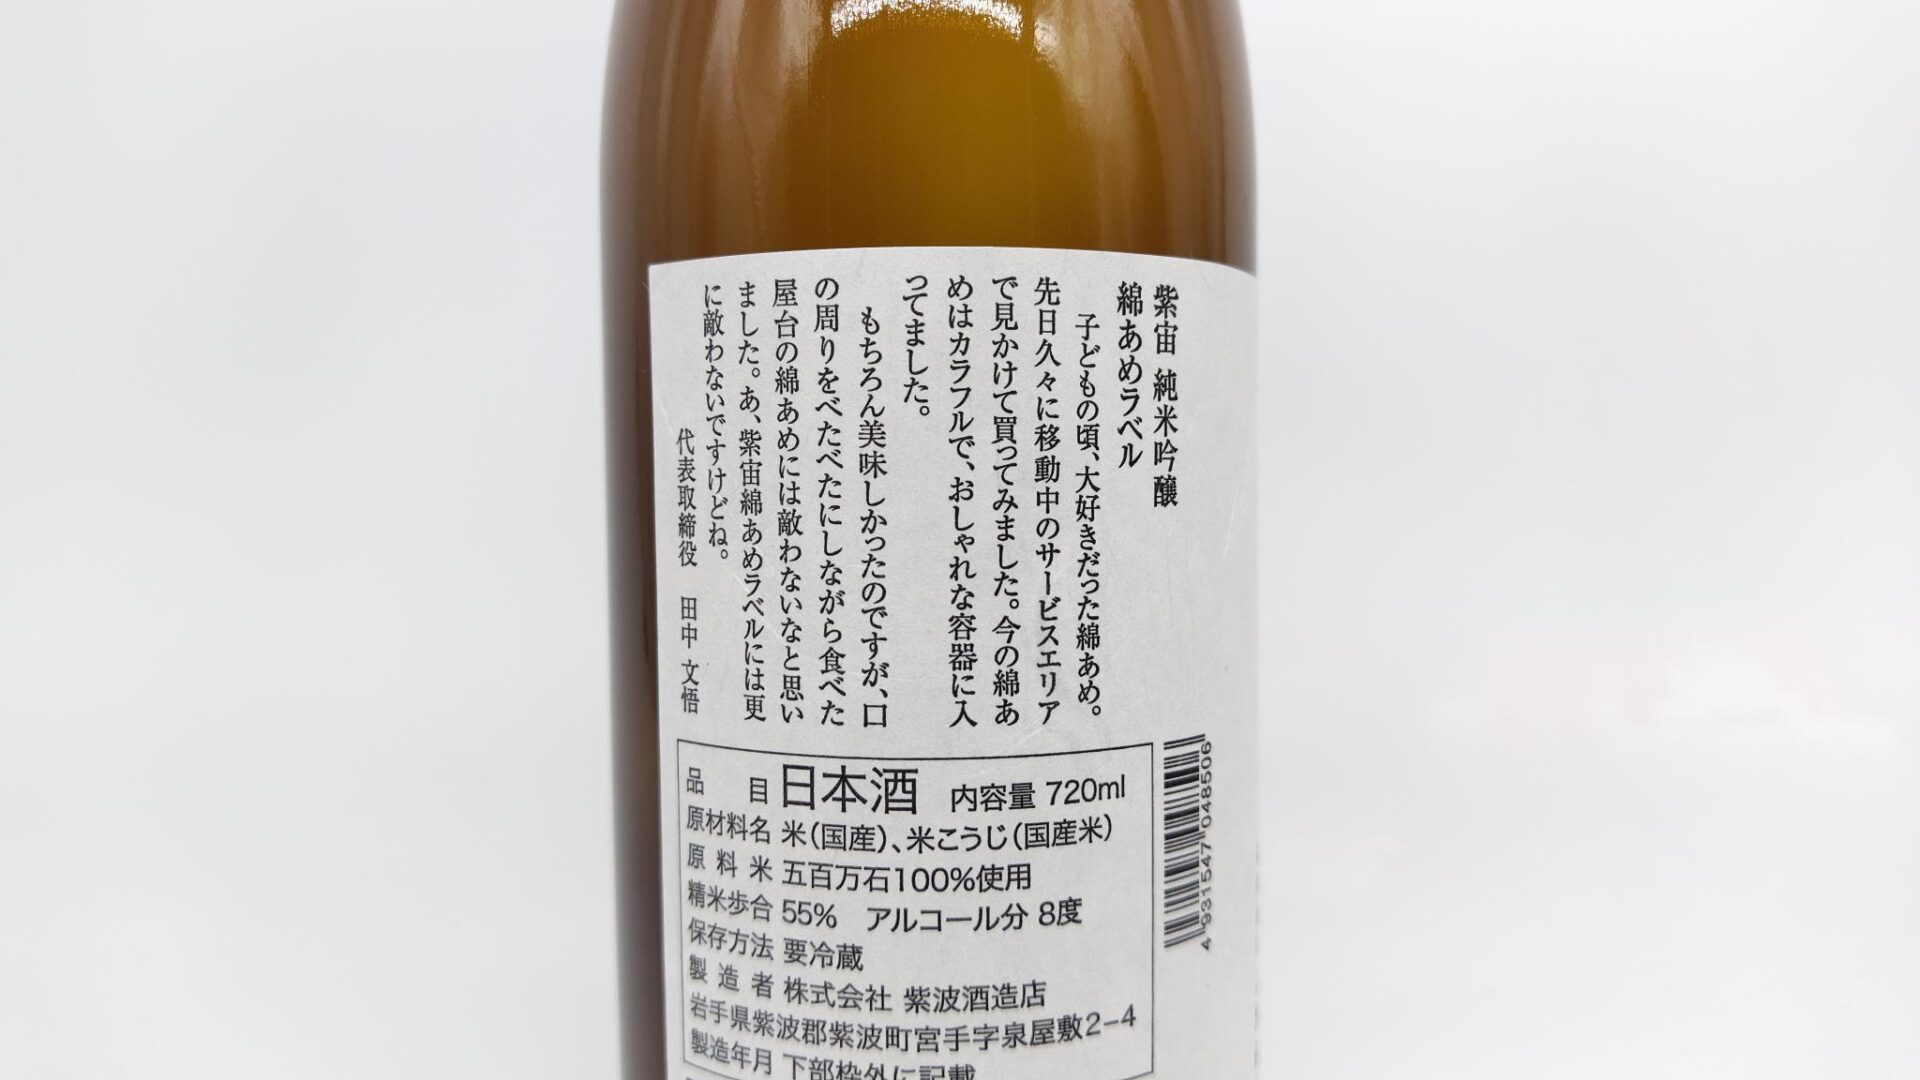 紫宙 純米吟醸
綿あめラベル
子どもの頃、大好きだった綿あめ。
先日久々に移動中のサービスエリア
で見かけて買ってみました。今の綿あ
めはカラフルで、おしゃれな容器に入
ってました。
もちろん美味しかったのですが、口
の周りをべたべたにしながら食べた
屋台の綿あめには敵わないなと思い
ました。あ、紫宙綿あめラベルには更
に敵わないですけどね。
代表取締役 田中 文悟
品目 日本酒 内容量 720ml
原材料名 米(国産)、米こうじ(国産米)
原料米 五百万石100%使用
精米歩合 55% アルコール分 8度
保存方法 要冷蔵
製造者 株式会社 紫波酒造店
岩手県紫波郡紫波町宮手字泉屋敷2-4
製造年月 下部枠外に記載
4 931547 048506